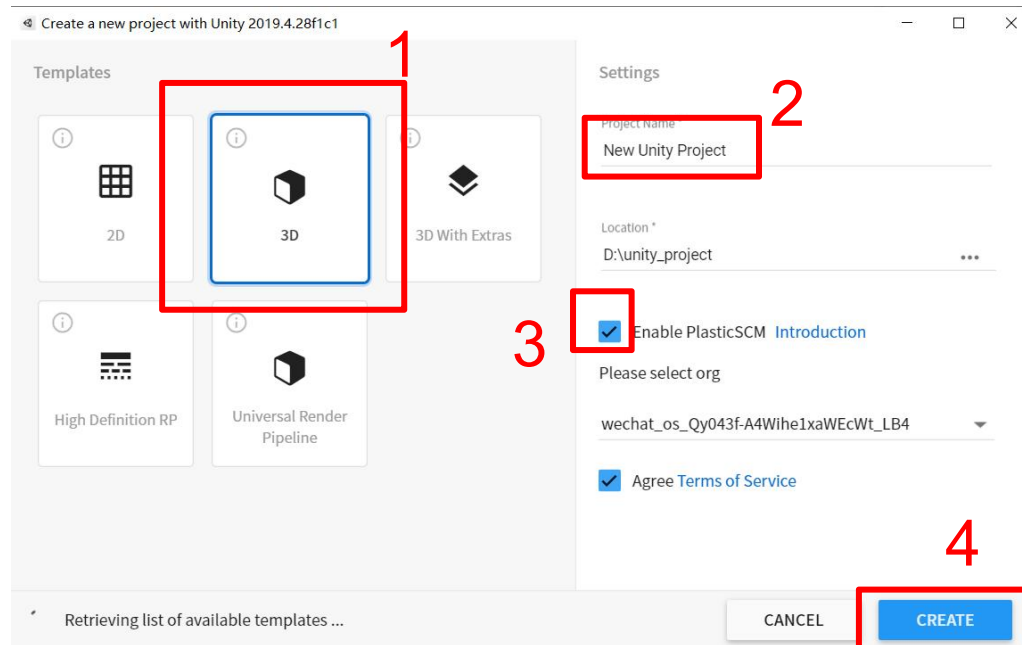 Create a new project with Unity 2019.4.28f1c1
1
Templates
Settings
2
Project Name *
New Unity Project
2D
3D
3D With Extras
Location *
D:\unity_project
...
3
Enable PlasticSCM Introduction
Please select org
High Definition RP
Universal Render
Pipeline
wechat_os_Qy043f-A4Wihe1xaWEcWt_LB4
Agree Terms of Service
4
Retrieving list of available templates ...
CANCEL
CREATE